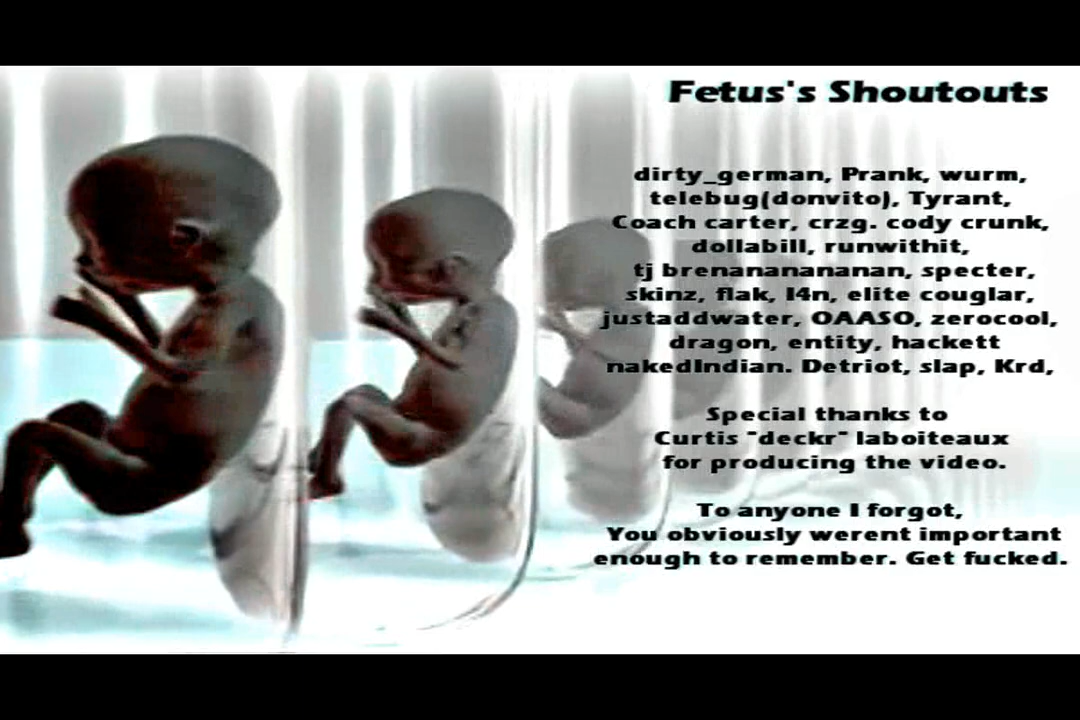 Fetus's Shoutouts
dirty_german, Prank, wurm,
telebug(donvito), Tyrant,
Coach carter, crzg. cody crunk,
dollabill, runwithit,
tj brenanananan​anan, specter,
skinz, flak, l4n, elite couglar,
justaddwater, OAASO, zerocool,
dragon, entity, hackett
nakedIndian. Detriot, slap, Krd,
Special thanks to
Curtis "deckr" laboiteaux
for producing the video.
To anyone I forgot,
You obviously werent important
enough to remember. Get fucked.